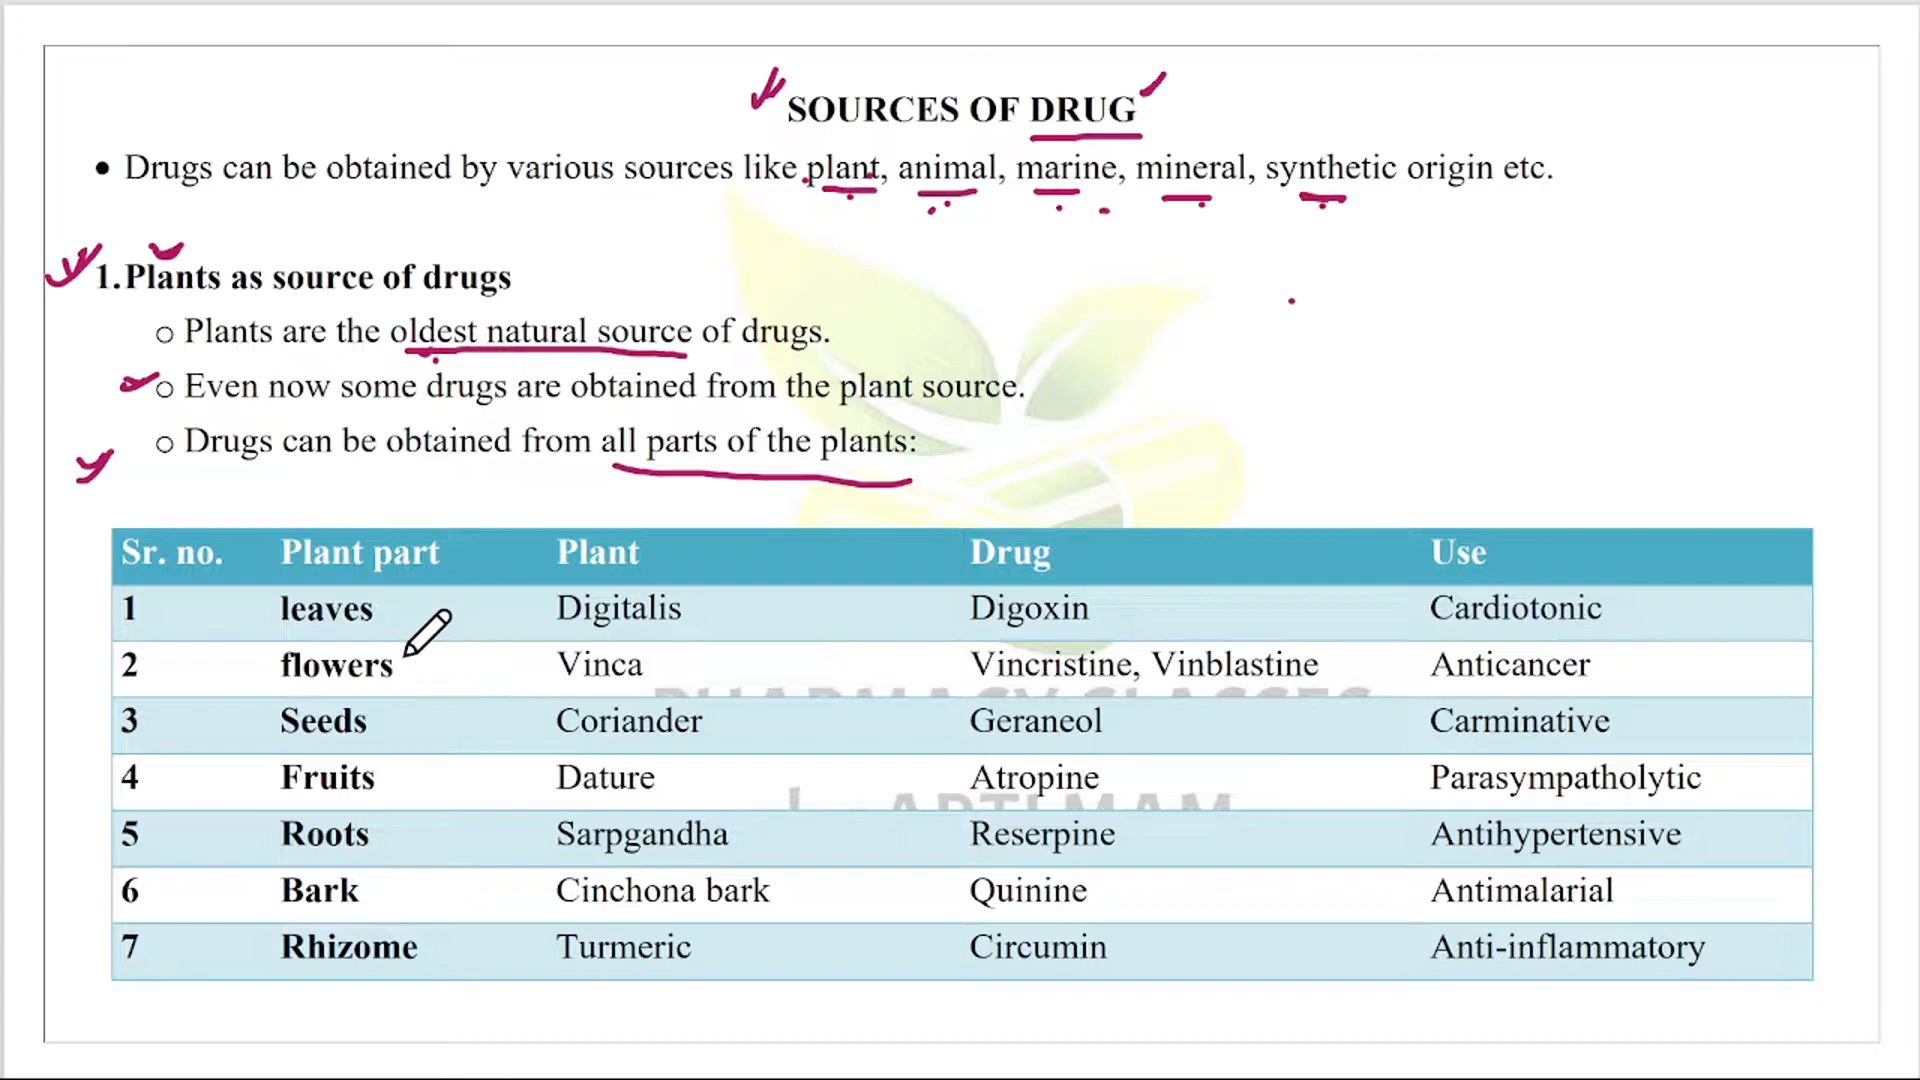 SOURCES OF DRUG
• Drugs can be obtained by various sources like plant, animal, marine, mineral, synthetic origin etc.
1.Plants as source of drugs
o Plants are the oldest natural source of drugs.
o Even now some drugs are obtained from the plant source.
o Drugs can be obtained from all parts of the plants:
Sr. no. Plant part Plant Drug Use
1 leaves Digitalis Digoxin Cardiotonic
2 flowers Vinca Vincristine, Vinblastine Anticancer
PHARMACY CLASSES
3 Seeds Coriander Geraneol Carminative
4 Fruits Dature Atropine Parasympatholytic
ARTI MAM
5 Roots Sarpgandha Reserpine Antihypertensive
6 Bark Cinchona bark Quinine Antimalarial
7 Rhizome Turmeric Circumin Anti-inflammatory